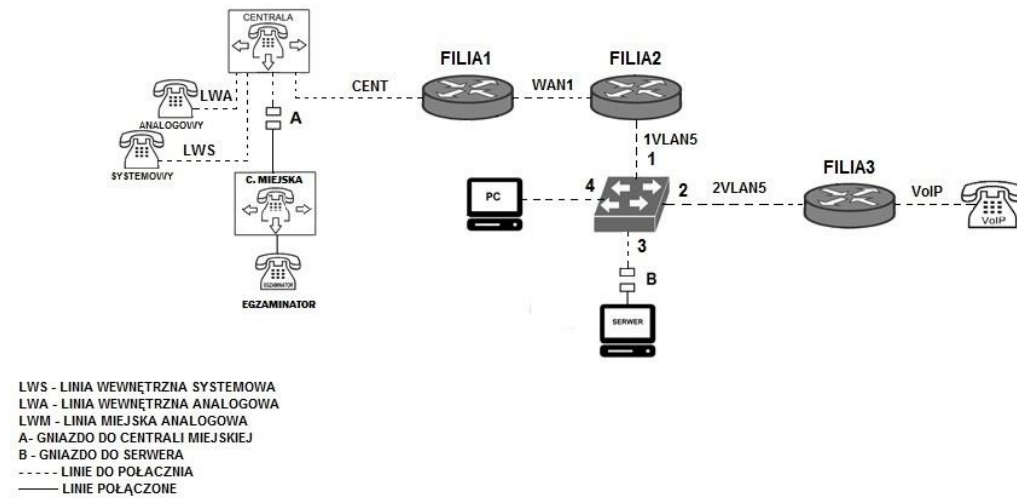 CENTRALA
FILIA1
FILIA2
CENT
WAN1
LWA
ANALOGOWY
A
LWS
SYSTEMOWY
1VLAN5
1
C. MIEJSKA
FILIA3
PC
4
2
2VLAN5
VoIP
VoIP
3
EGZAMINATOR
EGZAMINATOR
B
SERWER
LWS - LINIA WEWNĘTRZNA SYSTEMOWA
LWA - LINIA WEWNĘTRZNA ANALOGOWA
LWM - LINIA MIEJSKA ANALOGOWA
A- GNIAZDO DO CENTRALI MIEJSKIEJ
B - GNIAZDO DO SERWERA
- - - - - LINIE DO POŁACZNIA
——— LINIE POŁĄCZONE